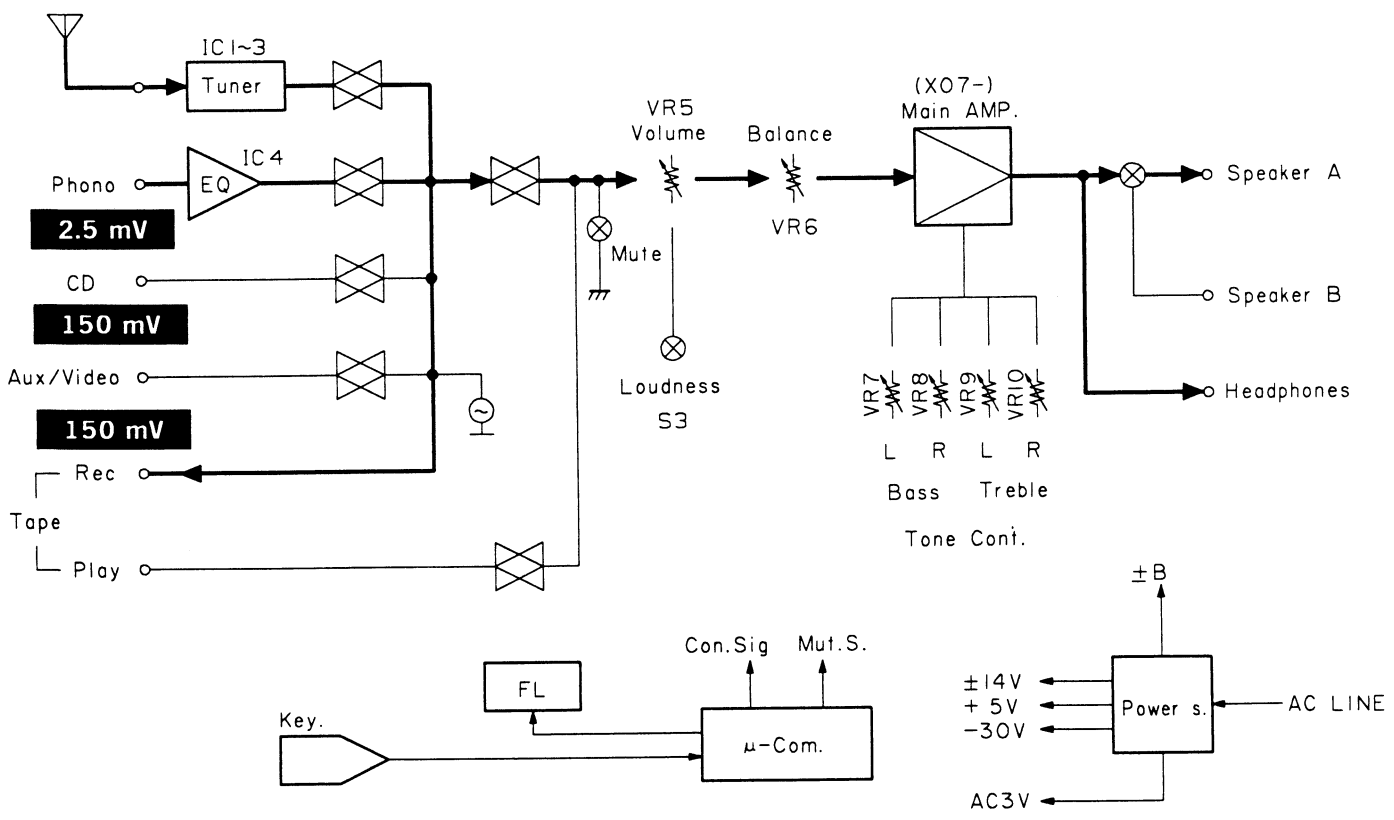 IC1~3
Tuner
IC4
EQ
Phono
2.5 mV
CD
150 mV
Aux/Video
150 mV
Rec
Tape
Play
VR5
Volume
Mute
Loudness
S3
Balance
VR6
(X07-)
Main AMP.
VR7 VR8 VR9 VR10
L R L R
Bass Treble
Tone Cont.
Speaker A
Speaker B
Headphones
Key.
FL
Con.Sig Mut.S.
μ-Com.
±B
±14V
+5V
-30V
Power s.
AC LINE
AC3V